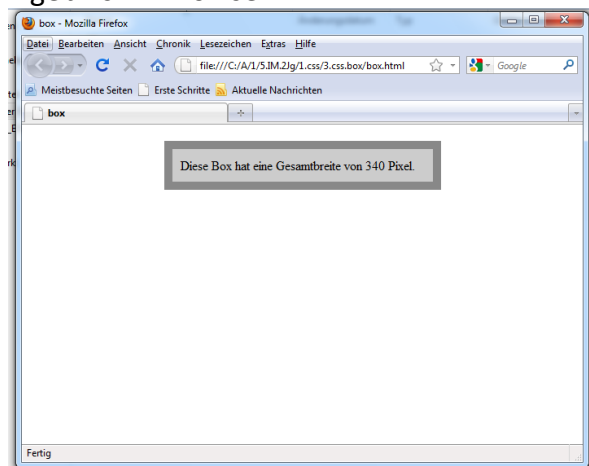 box - Mozilla Firefox
Datei Bearbeiten Ansicht Chronik Lesezeichen Extras Hilfe
file:///C:/A/1/5.IM.2Jg/1.css/3.css.box/box.html Google
Meistbesuchte Seiten Erste Schritte Aktuelle Nachrichten
box
Diese Box hat eine Gesamtbreite von 340 Pixel.
Fertig